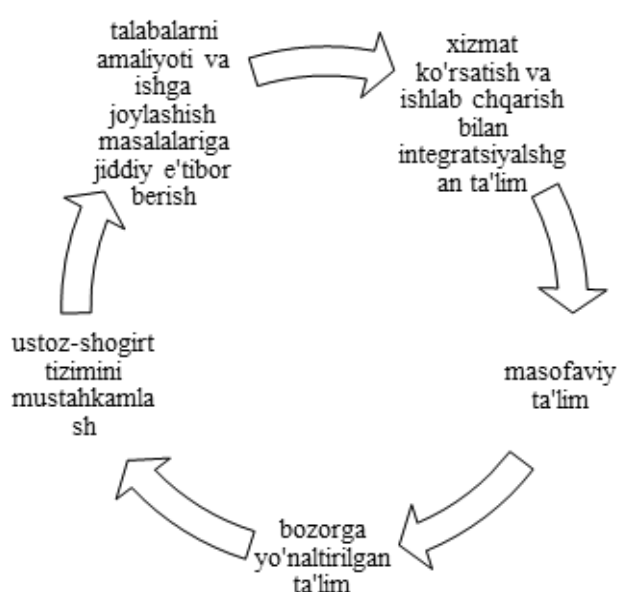 talabalarni
amaliyoti va
ishga
joylashish
masalalariga
jiddiy e'tibor
berish
xizmat
ko'rsatish va
ishlab chqarish
bilan
integratsiyalshg
an ta'lim
masofaviy
ta'lim
bozorga
yo'naltirilgan
ta'lim
ustoz-shogirt
tizimini
mustahkamla
sh